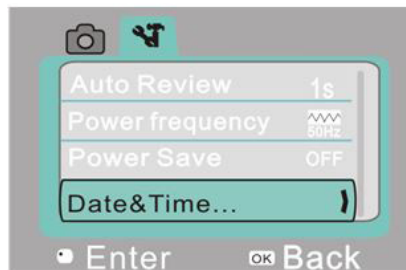 Auto Review 1s
Power frequency 50Hz
Power Save OFF
Date&Time...
Enter OK Back